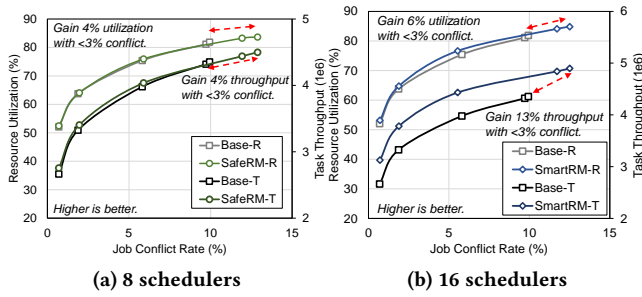 Gain 4% utilization
with <3% conflict.
Gain 4% throughput
with <3% conflict.
Base-R
SafeRM-R
Base-T
SafeRM-T
Higher is better.
Resource Utilization (%)
90
80
70
60
50
40
30
20
0
5
10
15
Job Conflict Rate (%)
5
4
3
2
Task Throughput (1e6)
(a) 8 schedulers
Gain 6% utilization
with <3% conflict.
Gain 13% throughput
with <3% conflict.
Base-R
SmartRM-R
Base-T
SmartRM-T
Higher is better.
Resource Utilization (%)
90
80
70
60
50
40
30
20
0
5
10
15
Job Conflict Rate (%)
6
5
4
3
2
Task Throughput (1e6)
(b) 16 schedulers